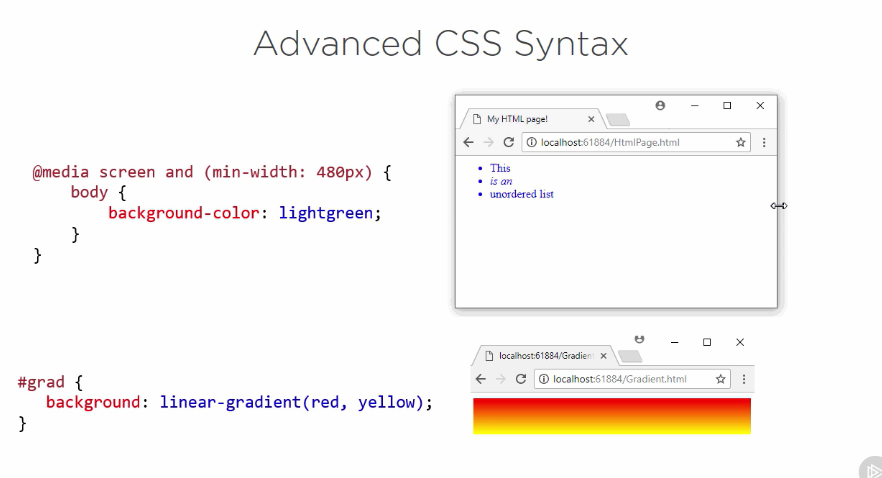 Advanced CSS Syntax
My HTML page!
localhost:61884/HtmlPage.html
This
is an
unordered list
@media screen and (min-width: 480px) {
    body {
        background-color: lightgreen;
    }
}
localhost:61884/Gradient
localhost:61884/Gradient.html
#grad {
   background: linear-gradient(red, yellow);
}